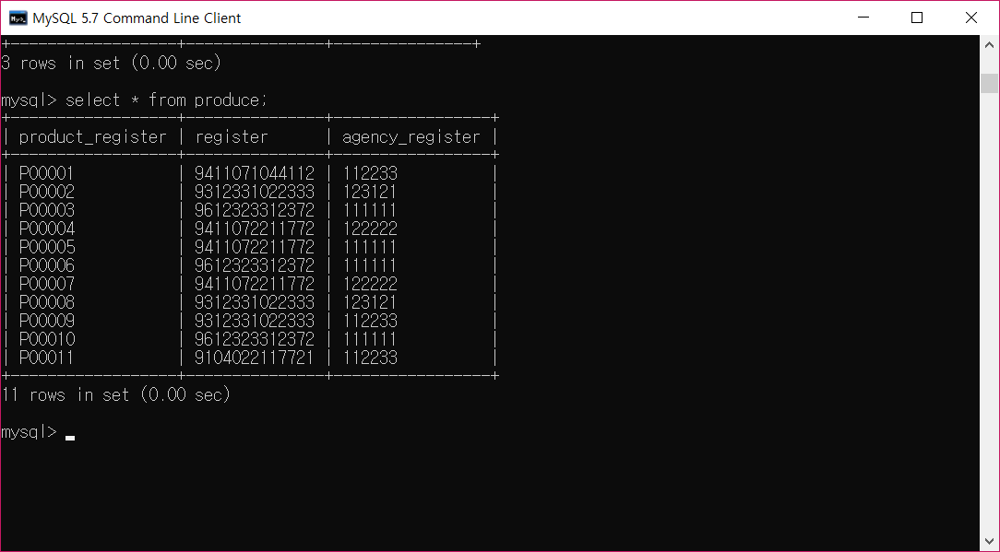 MySQL 5.7 Command Line Client
+-------------------+---------------+----------------+
3 rows in set (0.00 sec)
mysql> select * from produce;
+------------------+---------------+-----------------+
| product_register | register      | agency_register |
+------------------+---------------+-----------------+
| P00001           | 9411071044112 | 112233          |
| P00002           | 9312331022333 | 123121          |
| P00003           | 9612323312372 | 111111          |
| P00004           | 9411072211772 | 122222          |
| P00005           | 9411072211772 | 111111          |
| P00006           | 9612323312372 | 111111          |
| P00007           | 9411072211772 | 122222          |
| P00008           | 9312331022333 | 123121          |
| P00009           | 9312331022333 | 112233          |
| P00010           | 9612323312372 | 111111          |
| P00011           | 9104022117721 | 112233          |
+------------------+---------------+-----------------+
11 rows in set (0.00 sec)
mysql>